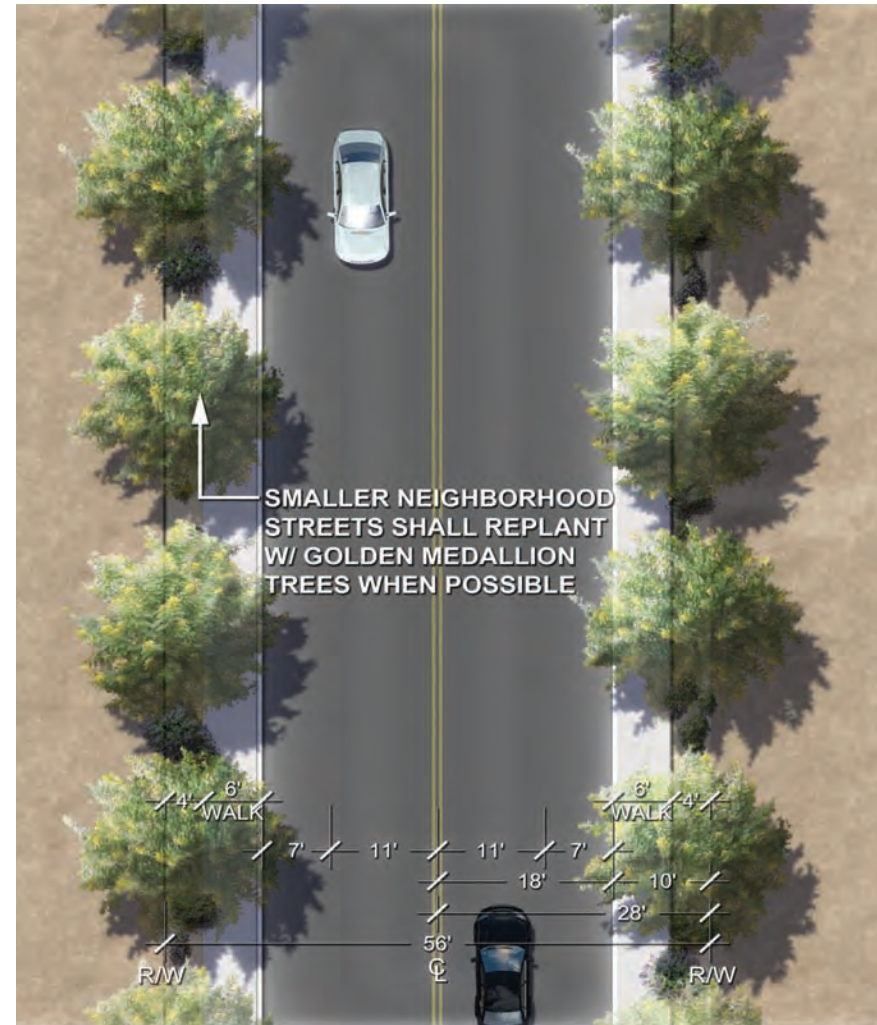 SMALLER NEIGHBORHOOD
STREETS SHALL REPLANT
W/ GOLDEN MEDALLION
TREES WHEN POSSIBLE
4' 6' 6' 4'
WALK WALK
7' 11' 11' 7'
18' 10'
28'
56'
R/W ℄ R/W